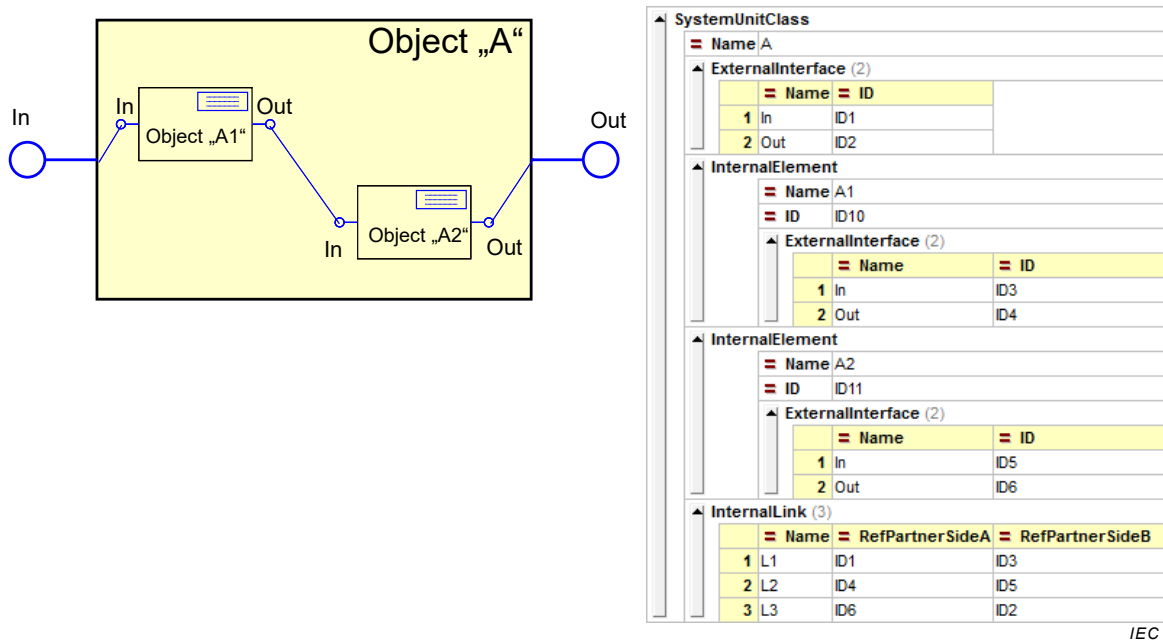 Object „A“
In
In
Out
Object „A1“
Out
In
Object „A2“
Out
SystemUnitClass
= Name A
ExternalInterface (2)
= Name = ID
1 In ID1
2 Out ID2
InternalElement
= Name A1
= ID ID10
ExternalInterface (2)
= Name = ID
1 In ID3
2 Out ID4
InternalElement
= Name A2
= ID ID11
ExternalInterface (2)
= Name = ID
1 In ID5
2 Out ID6
InternalLink (3)
= Name = RefPartnerSideA = RefPartnerSideB
1 L1 ID1 ID3
2 L2 ID4 ID5
3 L3 ID6 ID2
IEC